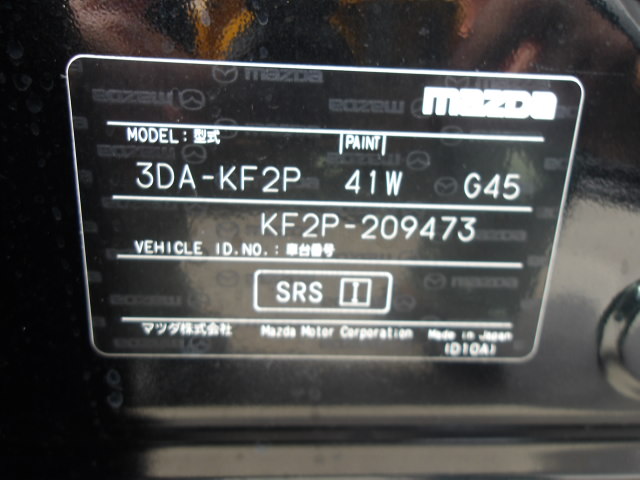 mazda
MODEL: 型式 PAINT
3DA-KF2P 41W G45
KF2P-209473
VEHICLE ID.NO.: 車台番号
SRS I
マツダ株式会社 Mazda Motor Corporation Made in Japan
(D10A)